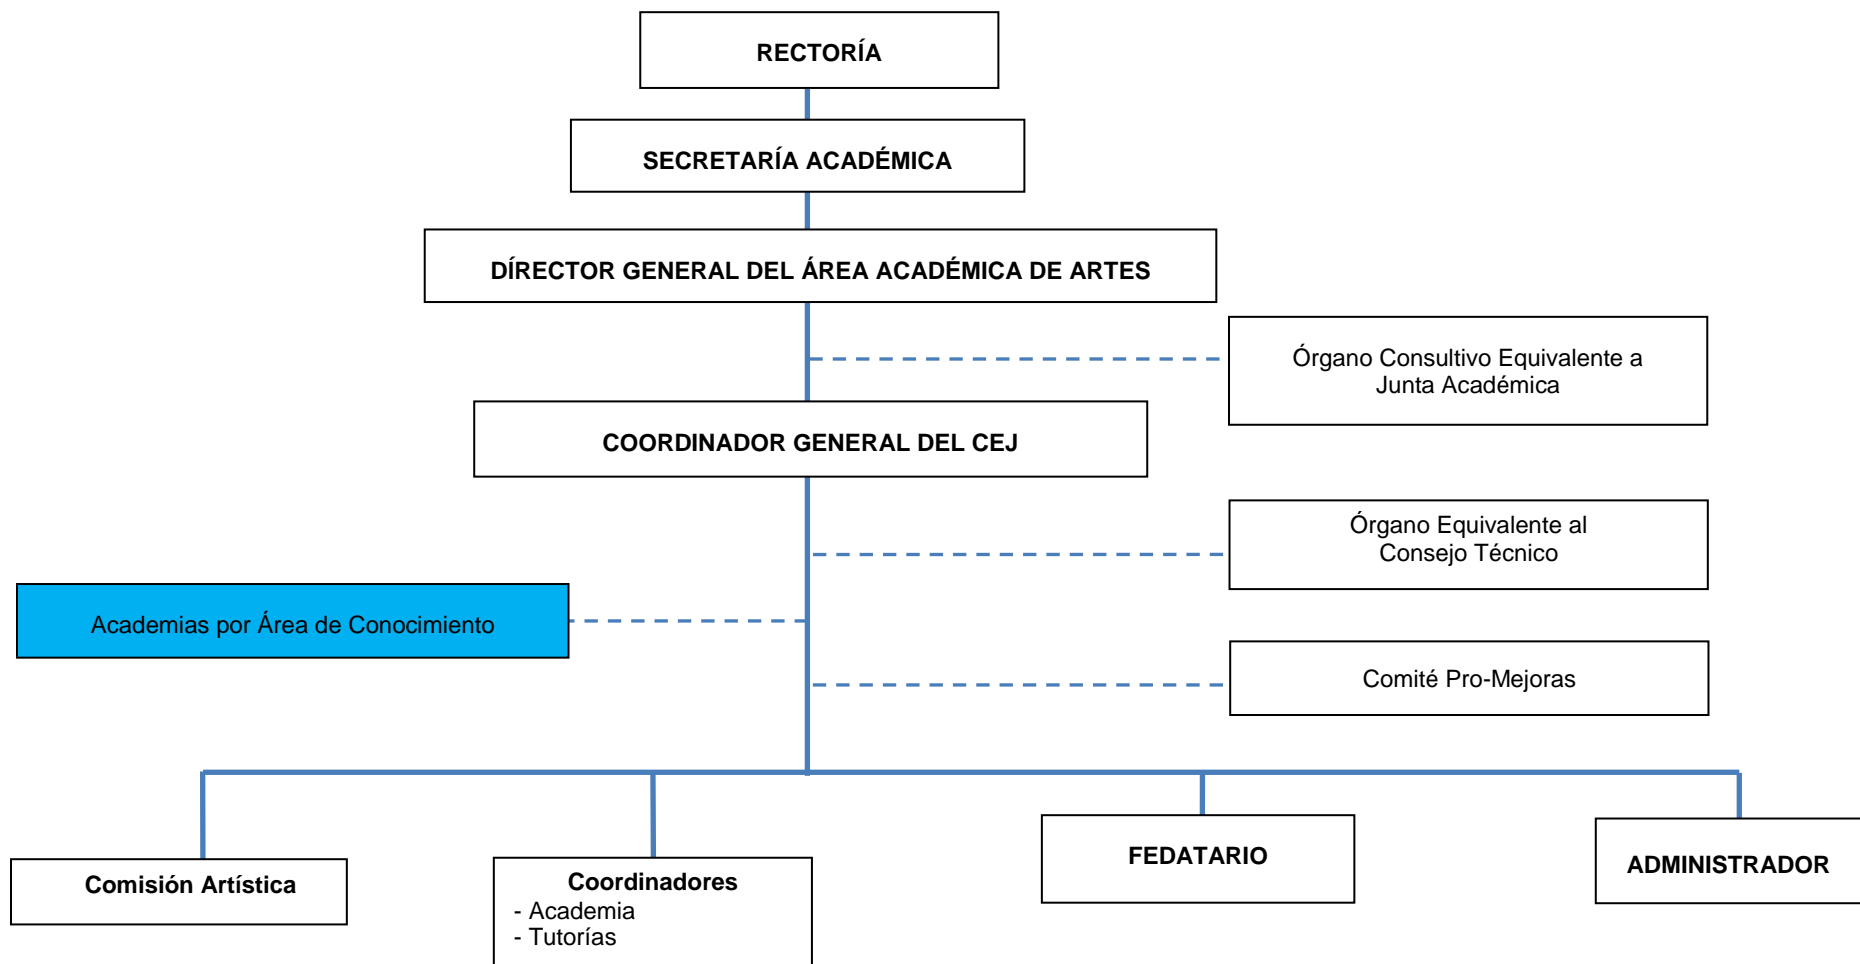 RECTORÍA
SECRETARÍA ACADÉMICA
DÍRECTOR GENERAL DEL ÁREA ACADÉMICA DE ARTES
Órgano Consultivo Equivalente a
Junta Académica
COORDINADOR GENERAL DEL CEJ
Órgano Equivalente al
Consejo Técnico
Academias por Área de Conocimiento
Comité Pro-Mejoras
Comisión Artística
Coordinadores
- Academia
- Tutorías
FEDATARIO
ADMINISTRADOR